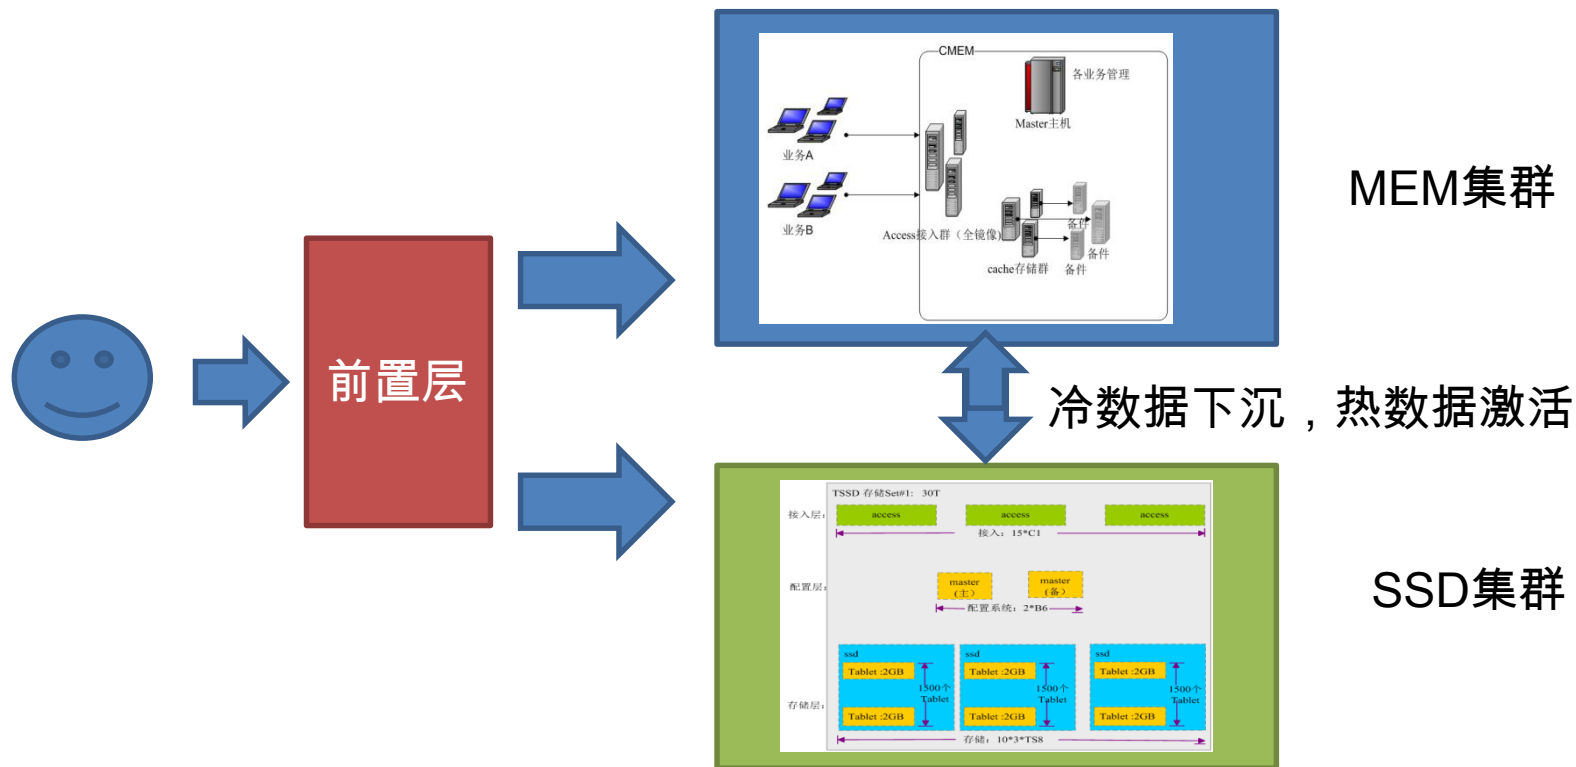 CMEM
各业务管理
Master主机
业务A
业务B
Access接入群（全镜像）
备件
备件
cache存储群
备件
MEM集群
前置层
冷数据下沉，热数据激活
TSSD 存储Set#1: 30T
接入层:
access
access
access
接入: 15*C1
配置层:
master
(主)
master
(备)
配置系统: 2*B6
SSD集群
存储层:
ssd
Tablet :2GB
1500个
Tablet
Tablet :2GB
ssd
Tablet :2GB
1500个
Tablet
Tablet :2GB
ssd
Tablet :2GB
1500个
Tablet
Tablet :2GB
存储: 10*3*TS8